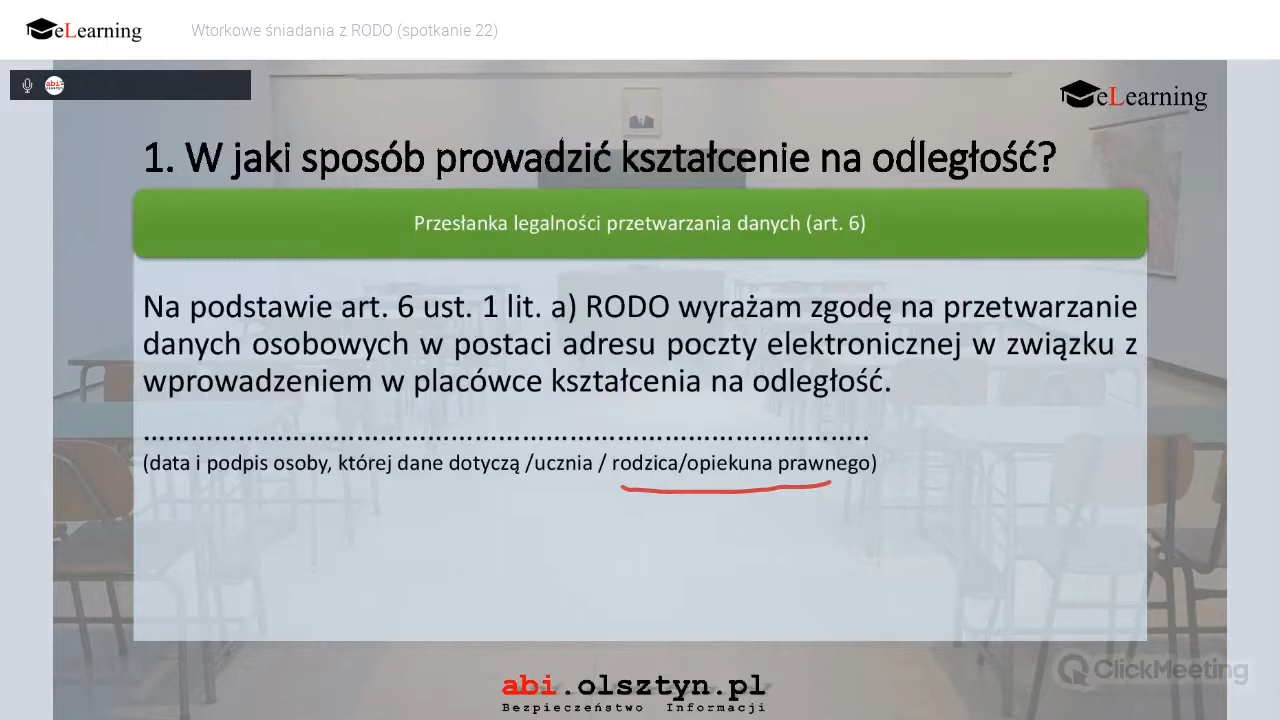 eLearning
Wtorkowe śniadania z RODO (spotkanie 22)
abi
olsztyn
eLearning
1. W jaki sposób prowadzić kształcenie na odległość?
Przesłanka legalności przetwarzania danych (art. 6)
Na podstawie art. 6 ust. 1 lit. a) RODO wyrażam zgodę na przetwarzanie
danych osobowych w postaci adresu poczty elektronicznej w związku z
wprowadzeniem w placówce kształcenia na odległość.
………………………………………………………………………………..
(data i podpis osoby, której dane dotyczą /ucznia / rodzica/opiekuna prawnego)
ClickMeeting
abi.olsztyn.pl
Bezpieczeństwo Informacji